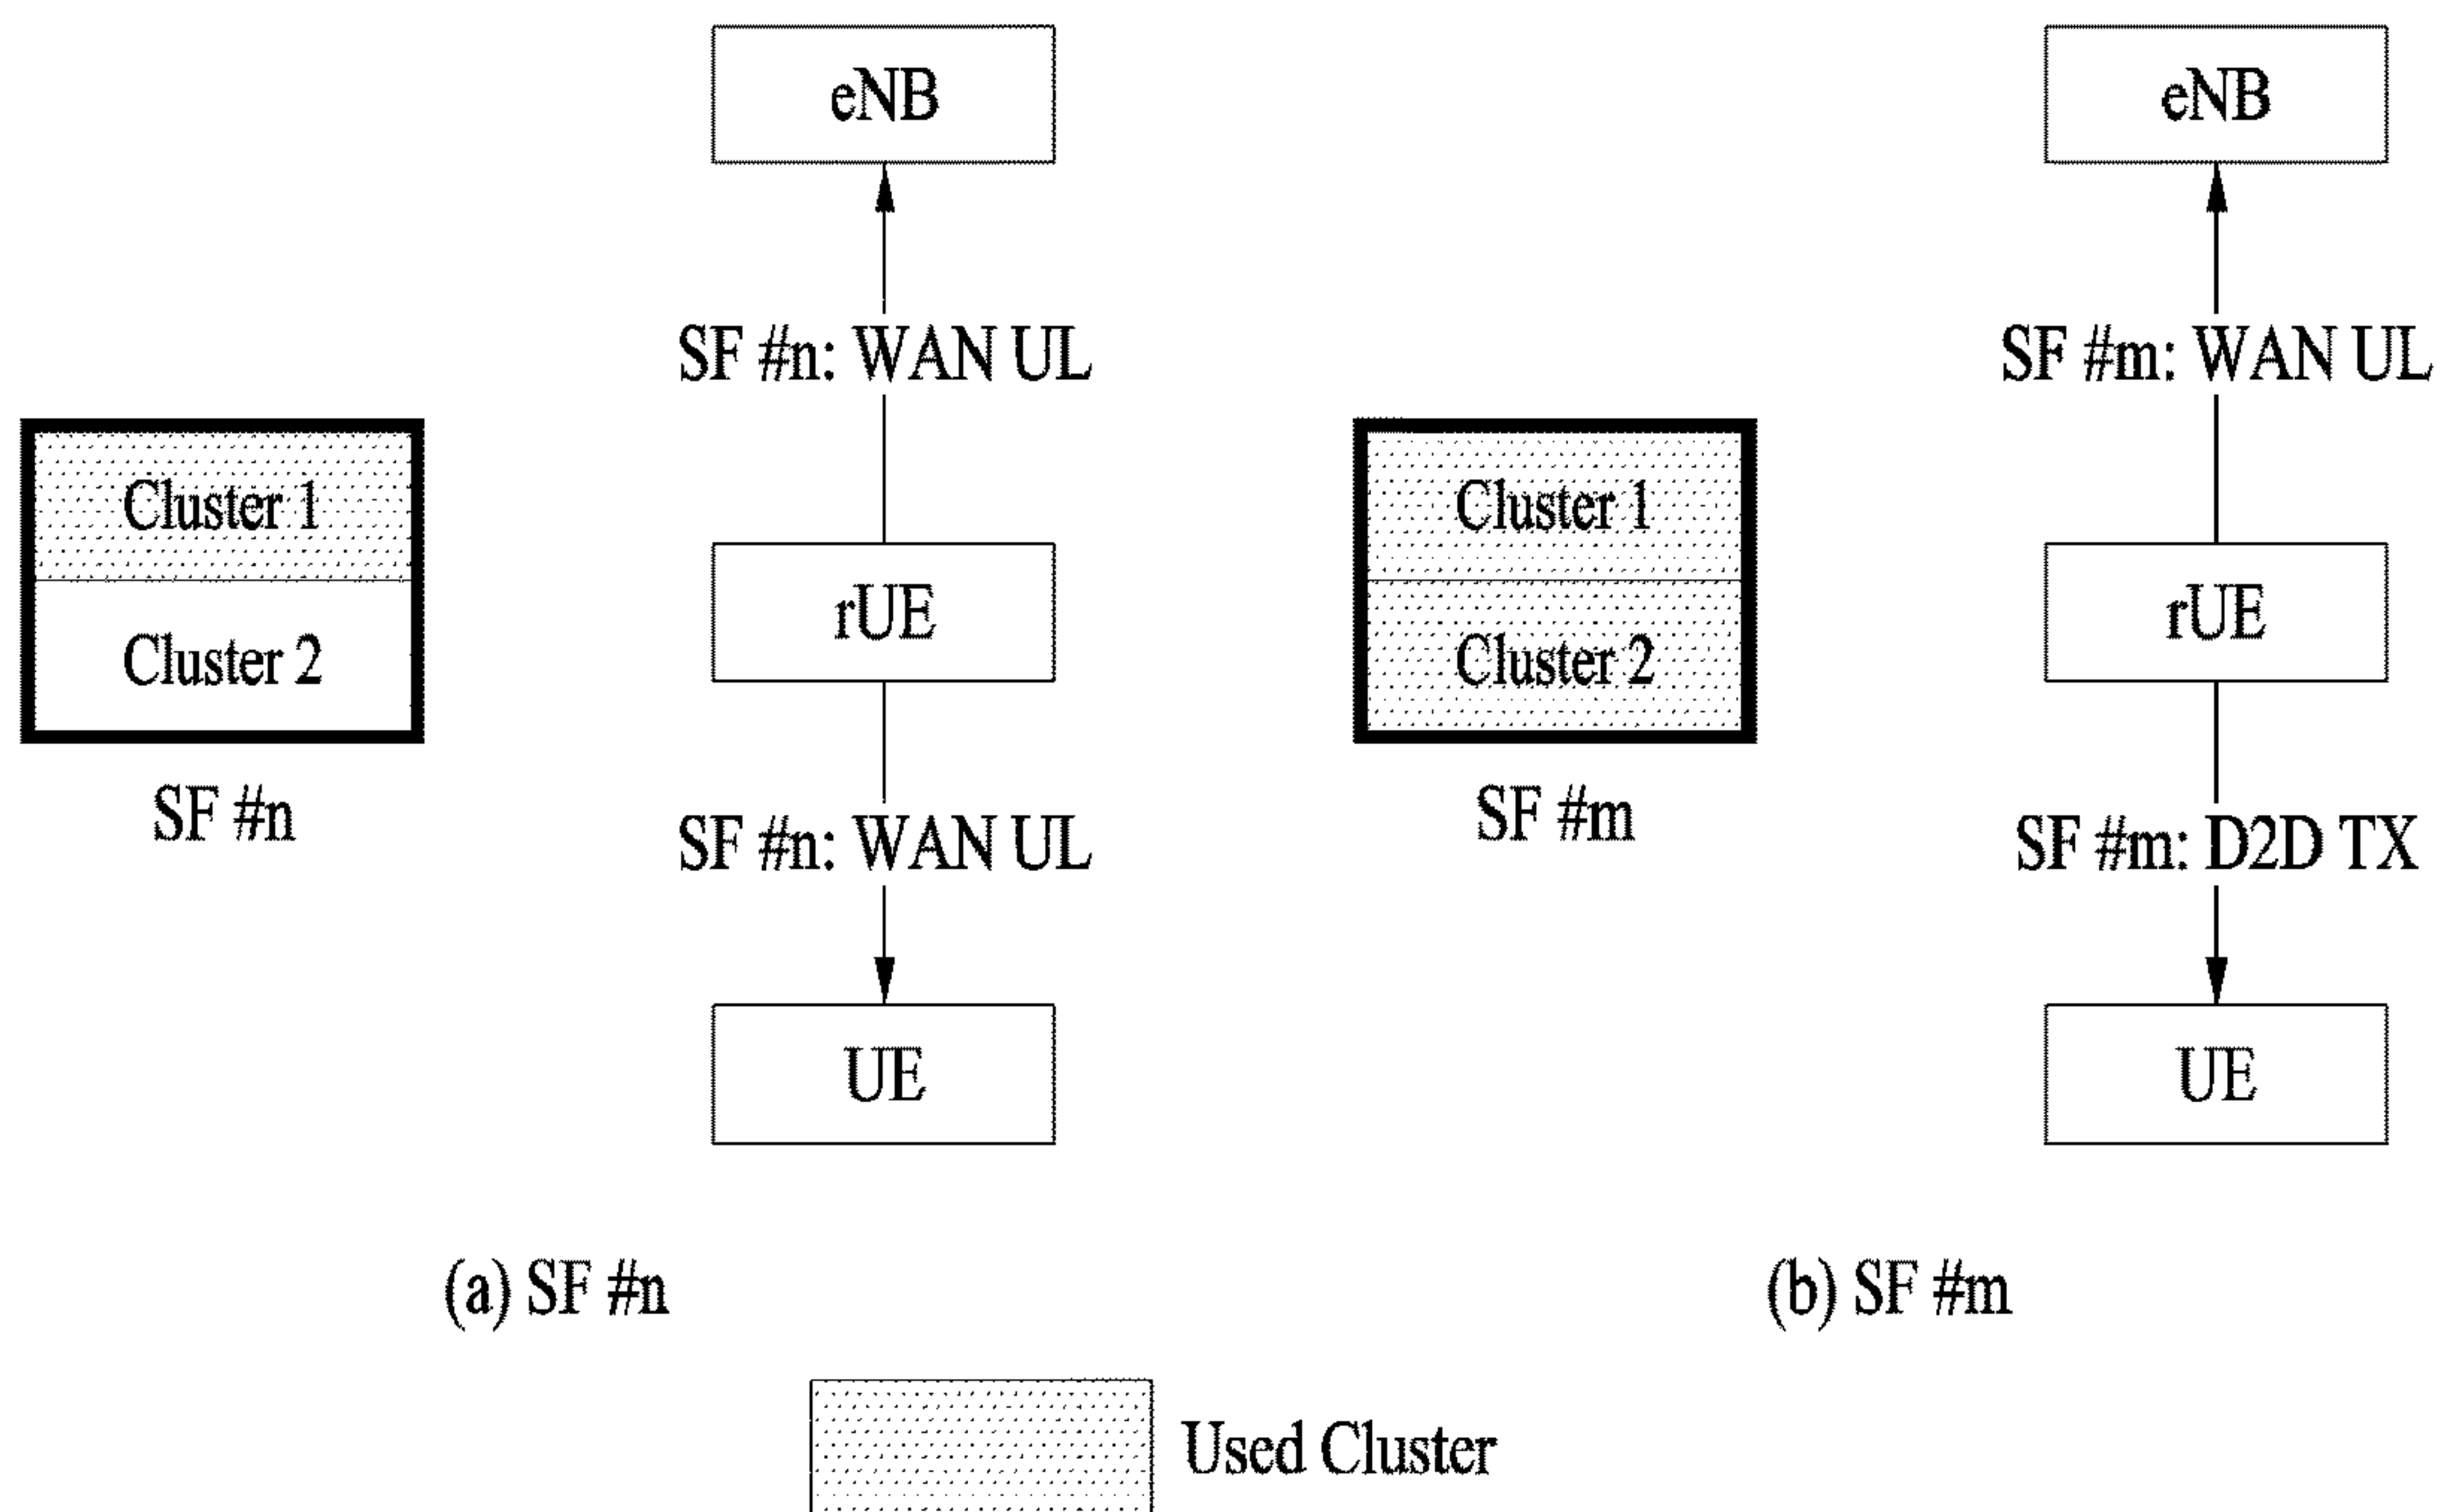 eNB
SF #n: WAN UL
Cluster 1
rUE
Cluster 2
SF #n
SF #n: WAN UL
UE
(a) SF #n
eNB
SF #m: WAN UL
Cluster 1
rUE
Cluster 2
SF #m
SF #m: D2D TX
UE
(b) SF #m
Used Cluster